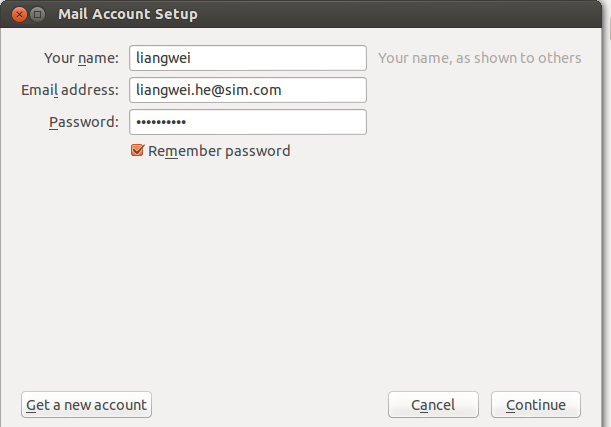 Mail Account Setup
Your name: liangwei Your name, as shown to others
Email address: liangwei.he@sim.com
Password: ••••••••••
Remember password
Get a new account Cancel Continue